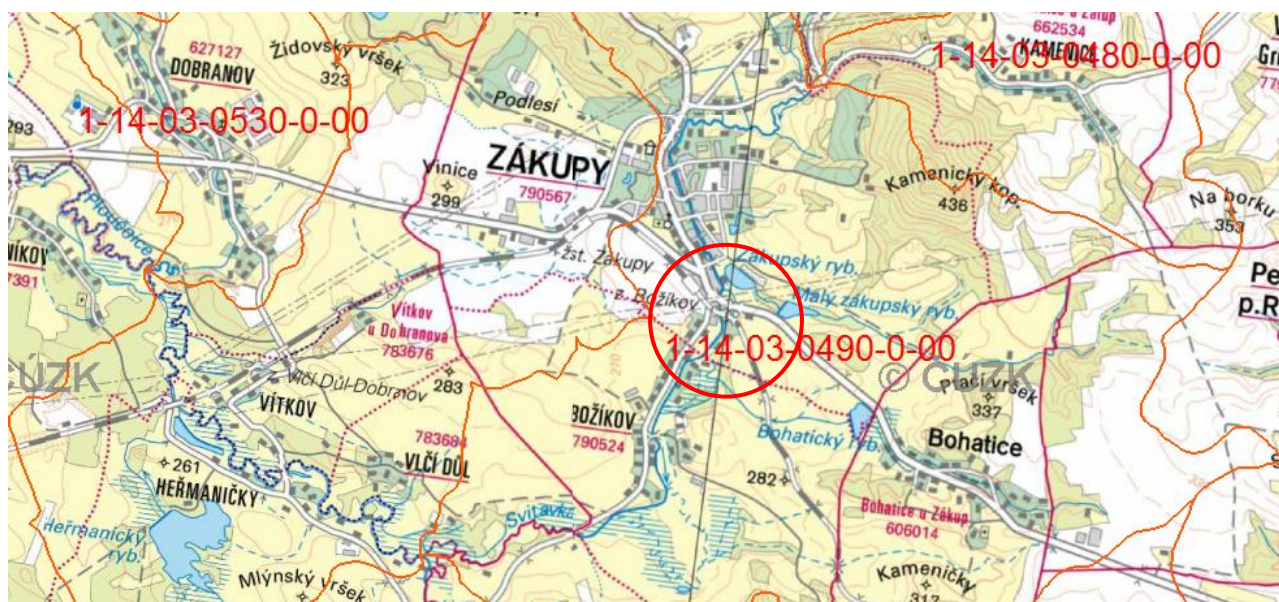 627127
DOBRANOV
Židovský vršek
323
1-14-03-0530-0-00
293
Podlesí
ZÁKUPY
790567
Vinice
299
662534
KAMENICE
1-14-03-0480-0-00
Kamenický kop.
436
Na borku
353
Ploučnice
7391
žst. Zákupy
z. Božíkov
Zákupský ryb.
Malý zákupský ryb.
1-14-03-0490-0-00
Vítkov
u Dobranova
783676
283
Vlčí Důl-Dobranov
VÍTKOV
BOŽÍKOV
790524
783684
VLČÍ DŮL
261
HEŘMANIČKY
Heřmanický
ryb.
Svitavka
Mlýnský vršek
270
© ČÚZK
Ptačí vršek
337
Bohatický ryb.
Bohatice
282
Bohatice u Zákup
606014
Kameničky
312
ÚZK
p.R